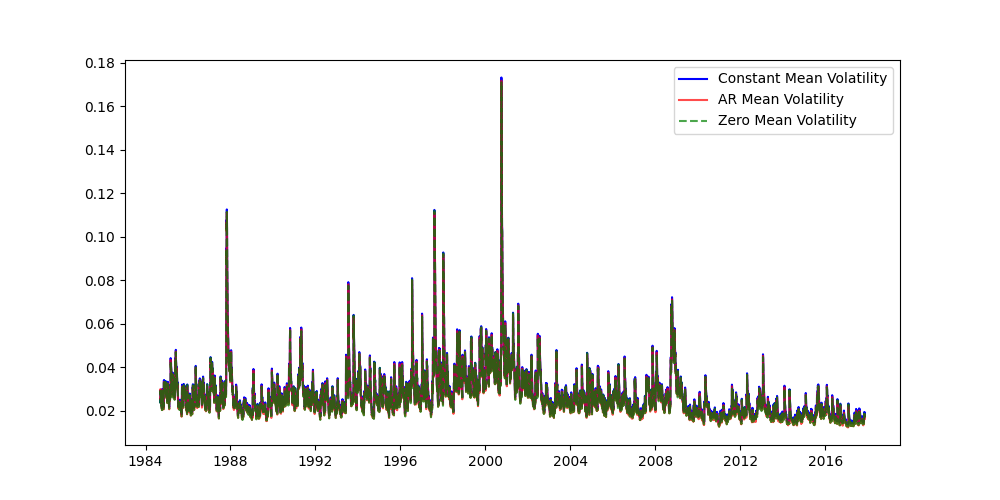 0.18
0.16
0.14
0.12
0.10
0.08
0.06
0.04
0.02
Constant Mean Volatility
AR Mean Volatility
Zero Mean Volatility
1984 1988 1992 1996 2000 2004 2008 2012 2016